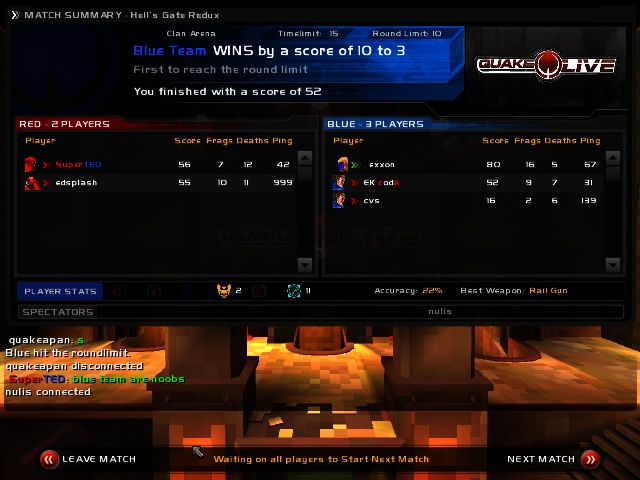 MATCH SUMMARY - Hell's Gate Redux
Clan Arena Timelimit: 15 Round Limit: 10
Blue Team WINS by a score of 10 to 3
First to reach the round limit
You finished with a score of 52
QUAKE LIVE
RED - 2 PLAYERS
Player Score Frags Deaths Ping
SuperTED 56 7 12 42
edsplash 55 10 11 999
BLUE - 3 PLAYERS
Player Score Frags Deaths Ping
exxon 80 16 5 67
EK coda 52 9 7 31
cvs 16 2 6 139
PLAYER STATS 2 11 Accuracy: 22% Best Weapon: Rail Gun
SPECTATORS nulis
quakeapan: s
Blue hit the roundlimit.
quakeapan disconnected
SuperTED: blue team are noobs
nulis connected
LEAVE MATCH Waiting on all players to Start Next Match NEXT MATCH